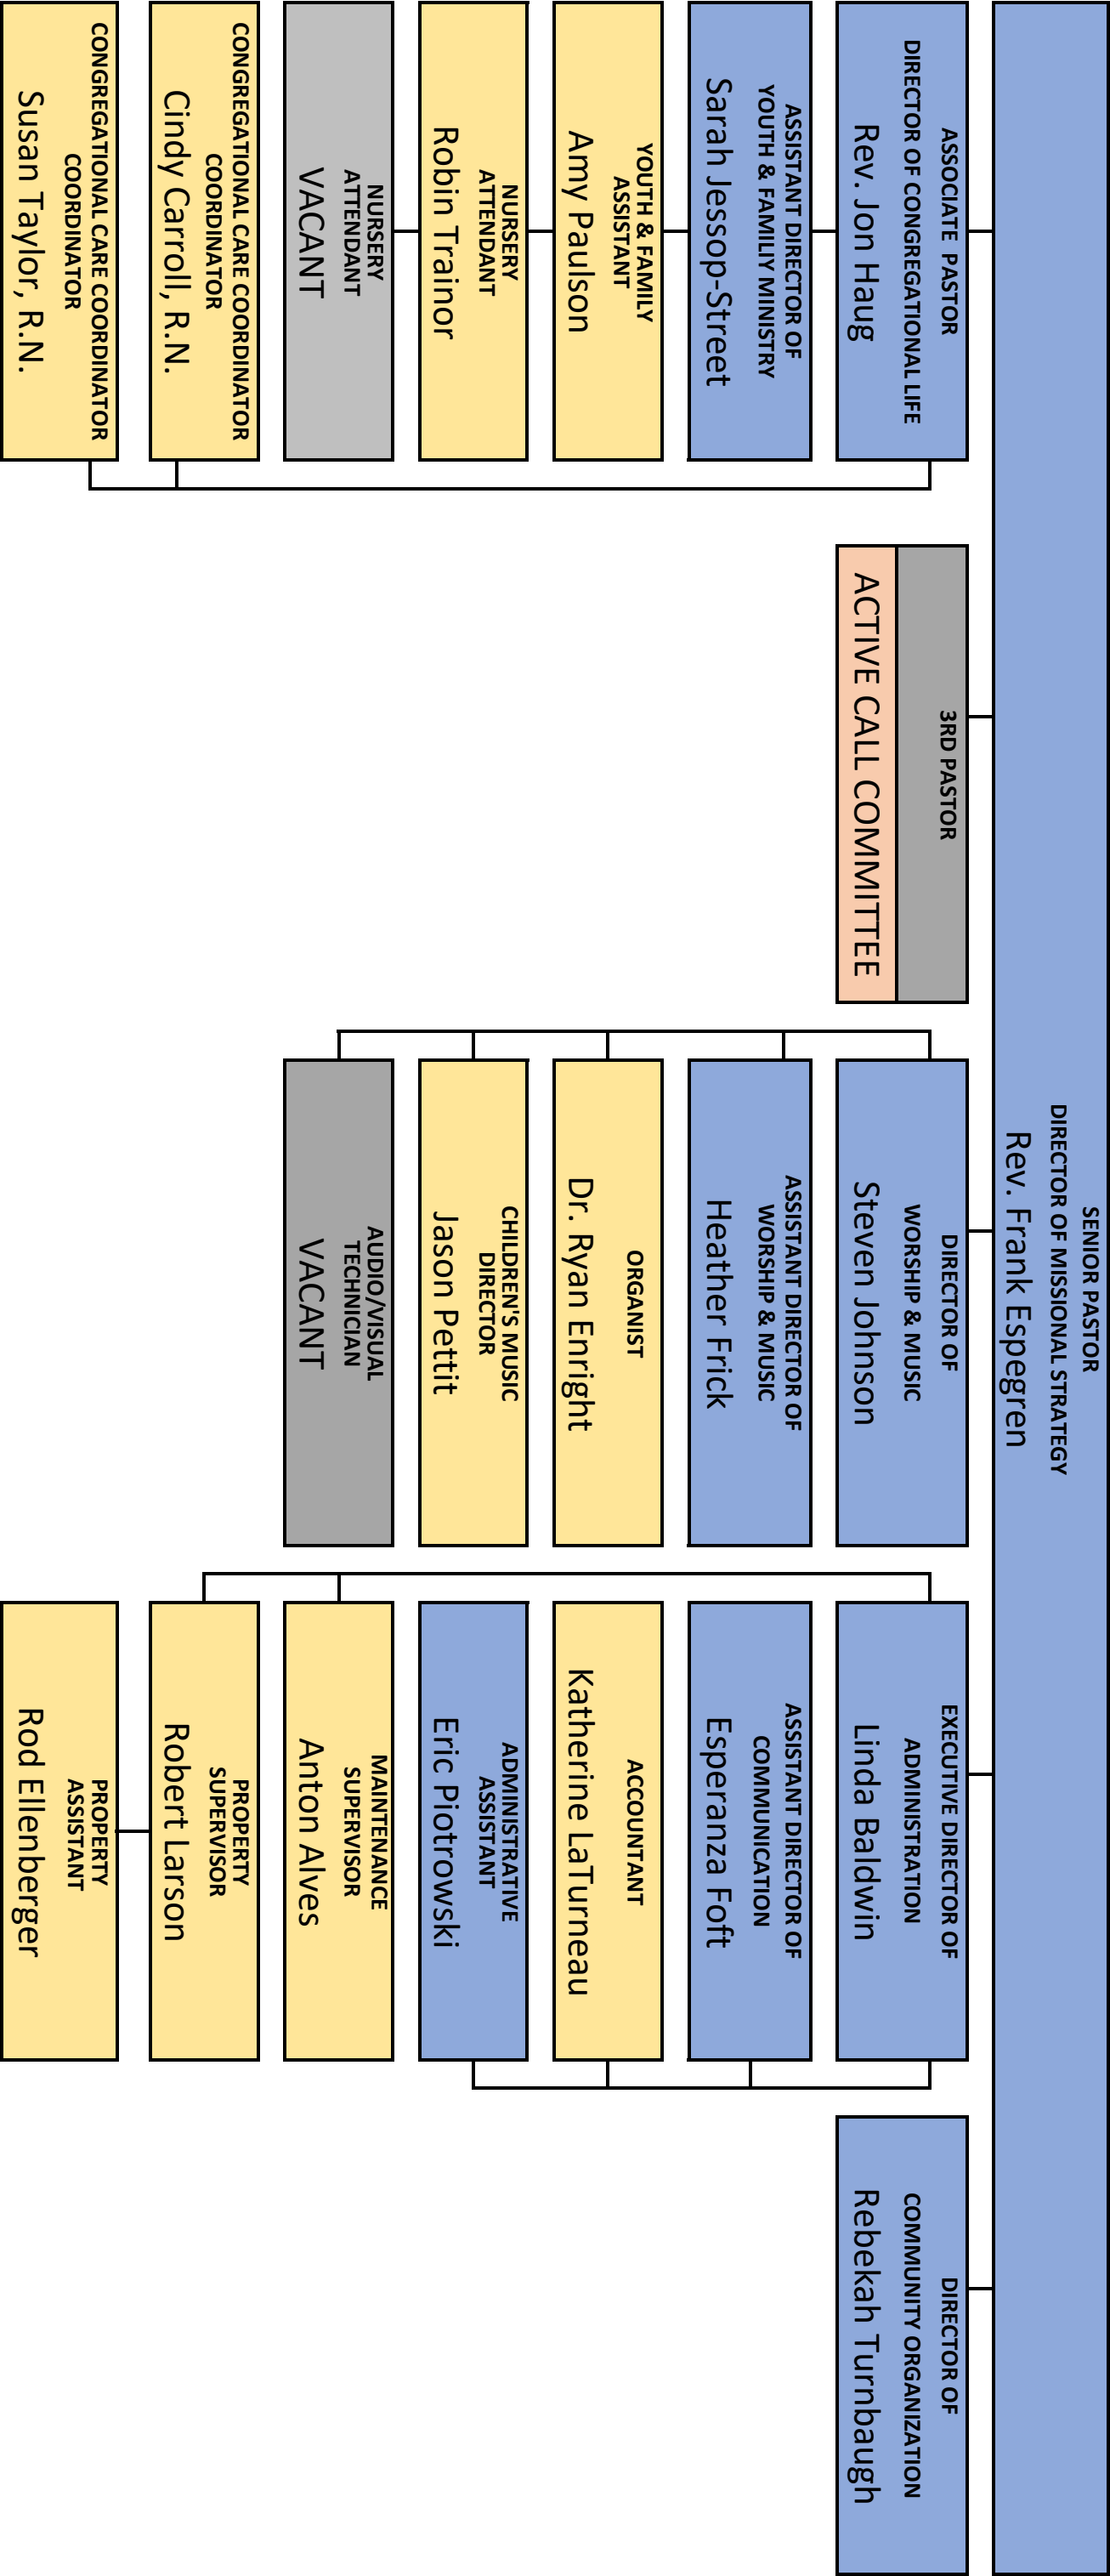 SENIOR PASTOR
DIRECTOR OF MISSIONAL STRATEGY
Rev. Frank Espegren
ASSOCIATE PASTOR
DIRECTOR OF CONGREGATIONAL LIFE
Rev. Jon Haug
ASSISTANT DIRECTOR OF
YOUTH & FAMILIY MINISTRY
Sarah Jessop-Street
YOUTH & FAMILY
ASSISTANT
Amy Paulson
NURSERY
ATTENDANT
Robin Trainor
NURSERY
ATTENDANT
VACANT
CONGREGATIONAL CARE COORDINATOR
COORDINATOR
Cindy Carroll, R.N.
CONGREGATIONAL CARE COORDINATOR
COORDINATOR
Susan Taylor, R.N.
3RD PASTOR
ACTIVE CALL COMMITTEE
DIRECTOR OF
WORSHIP & MUSIC
Steven Johnson
ASSISTANT DIRECTOR OF
WORSHIP & MUSIC
Heather Frick
ORGANIST
Dr. Ryan Enright
CHILDREN'S MUSIC
DIRECTOR
Jason Pettit
AUDIO/VISUAL
TECHNICIAN
VACANT
EXECUTIVE DIRECTOR OF
ADMINISTRATION
Linda Baldwin
ASSISTANT DIRECTOR OF
COMMUNICATION
Esperanza Foft
ACCOUNTANT
Katherine LaTurneau
ADMINISTRATIVE
ASSISTANT
Eric Piotrowski
MAINTENANCE
SUPERVISOR
Anton Alves
PROPERTY
SUPERVISOR
Robert Larson
PROPERTY
ASSISTANT
Rod Ellenberger
DIRECTOR OF
COMMUNITY ORGANIZATION
Rebekah Turnbaugh